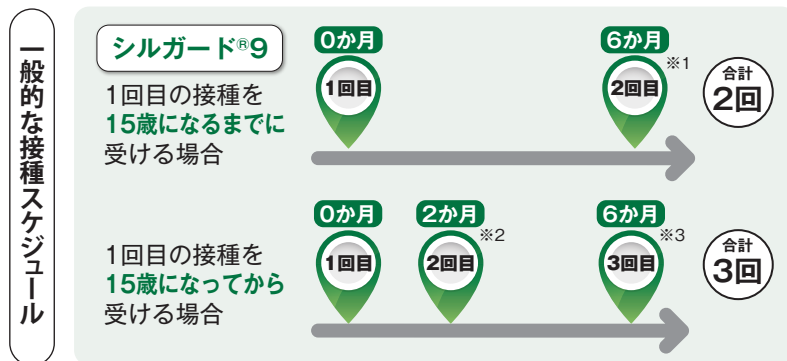 一般的な接種スケジュール
シルガード®9
1回目の接種を
15歳になるまでに
受ける場合
0か月
1回目
6か月
2回目
※1
合計
2回
1回目の接種を
15歳になってから
受ける場合
0か月
1回目
2か月
2回目
※2
6か月
3回目
※3
合計
3回